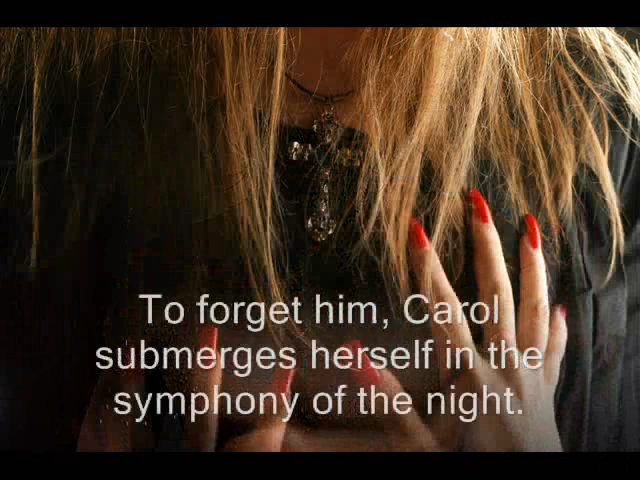 To forget him, Carol
submerges herself in the
symphony of the night.